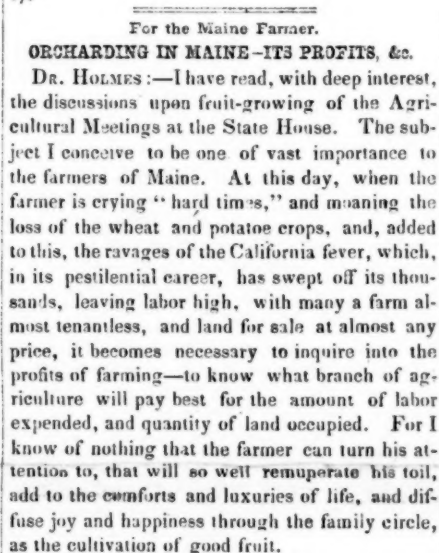 For the Maine Farmer.
ORCHARDING IN MAINE—ITS PROFITS, &c.
DR. HOLMES:—I have read, with deep interest,
the discussions upon fruit-growing of the Agri-
cultural Meetings at the State House. The sub-
ject I conceive to be one of vast importance to
the farmers of Maine. At this day, when the
farmer is crying "hard times," and moaning the
loss of the wheat and potatoe crops, and, added
to this, the ravages of the California fever, which,
in its pestilential career, has swept off its thou-
sands, leaving labor high, with many a farm al-
most tenantless, and land for sale at almost any
price, it becomes necessary to inquire into the
profits of farming—to know what branch of ag-
riculture will pay best for the amount of labor
expended, and quantity of land occupied. For I
know of nothing that the farmer can turn his at-
tention to, that will so well remunerate his toil,
add to the comforts and luxuries of life, and dif-
fuse joy and happiness through the family circle,
as the cultivation of good fruit.